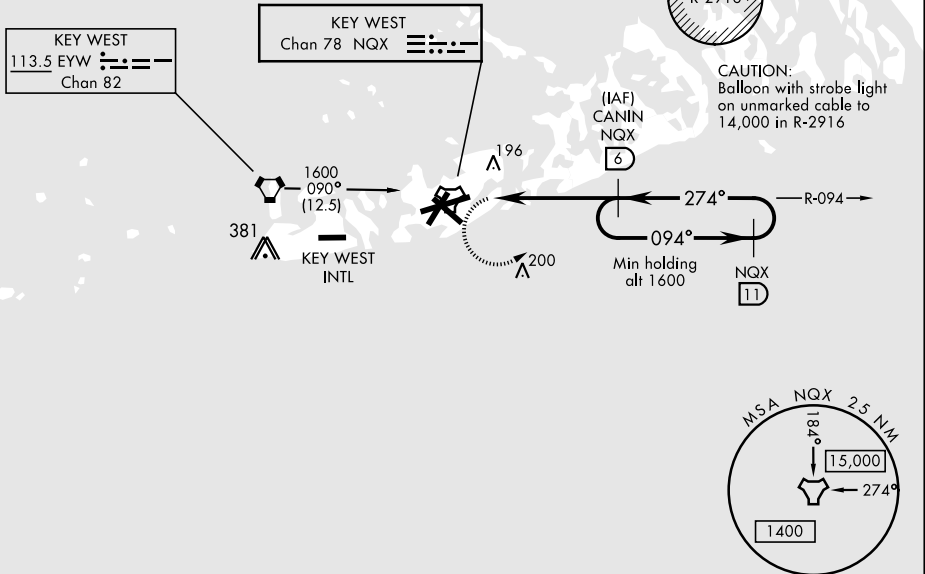 R-2916
KEY WEST
Chan 78 NQX
KEY WEST
113.5 EYW
Chan 82
CAUTION:
Balloon with strobe light
on unmarked cable to
14,000 in R-2916
(IAF)
CANIN
NQX
6
196
1600
090°
(12.5)
274°
R-094
381
KEY WEST
INTL
094°
200
Min holding
alt 1600
NQX
11
MSA NQX 25 NM
184°
15,000
274°
1400